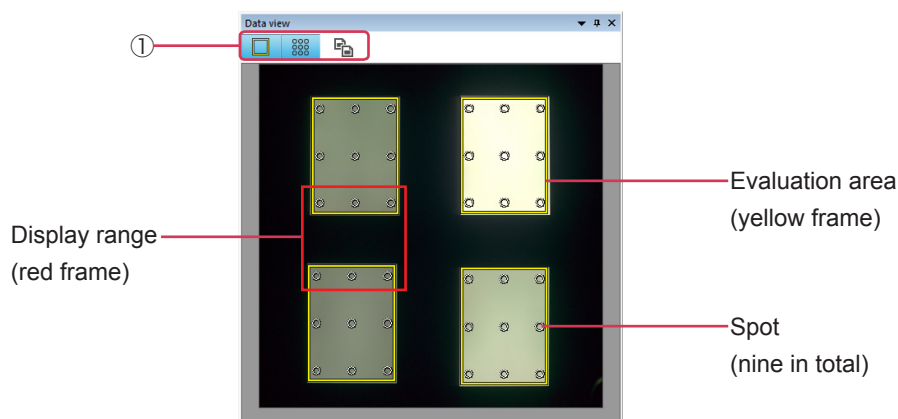 Data view
①
Evaluation area
(yellow frame)
Display range
(red frame)
Spot
(nine in total)